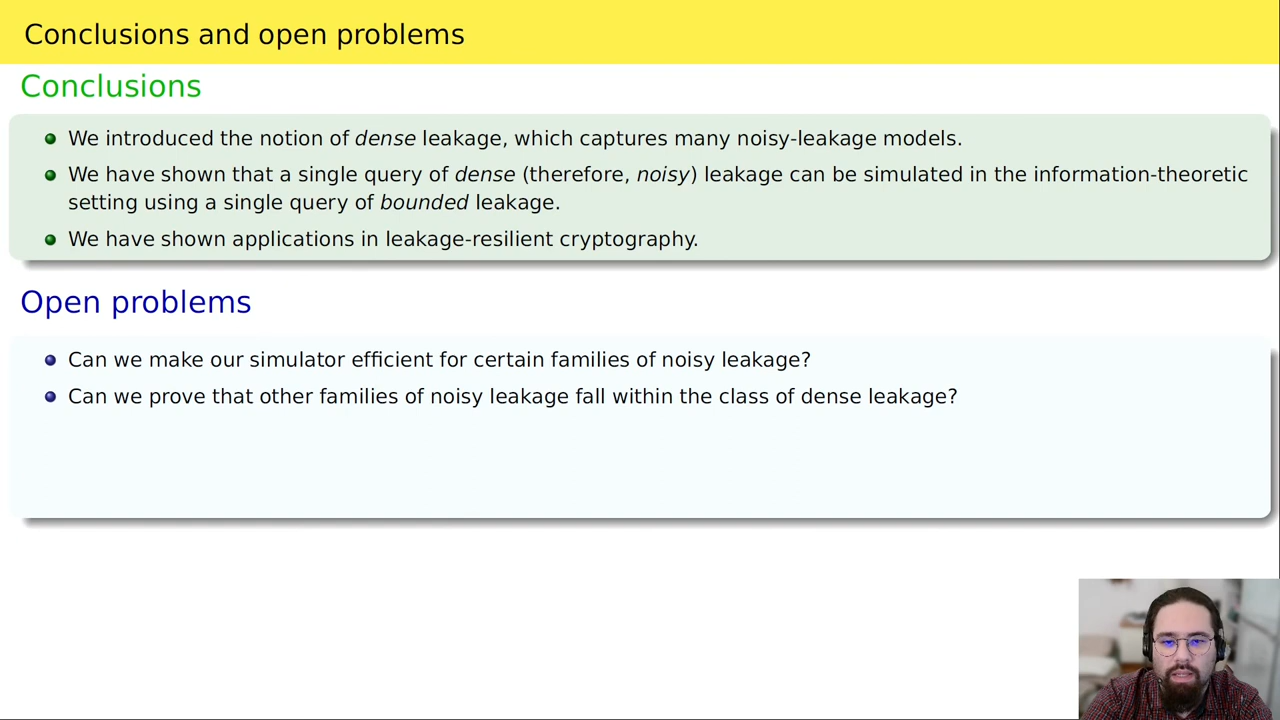 Conclusions and open problems
Conclusions
We introduced the notion of dense leakage, which captures many noisy-leakage models.
We have shown that a single query of dense (therefore, noisy) leakage can be simulated in the information-theoretic
setting using a single query of bounded leakage.
We have shown applications in leakage-resilient cryptography.
Open problems
Can we make our simulator efficient for certain families of noisy leakage?
Can we prove that other families of noisy leakage fall within the class of dense leakage?